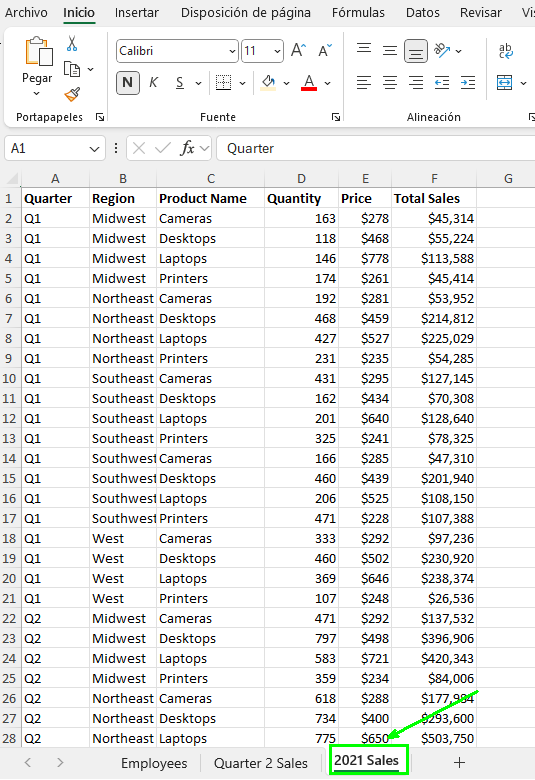 Archivo Inicio Insertar Disposición de página Fórmulas Datos Revisar
Calibri 11 A A ab
Pegar N K S A
Portapapeles Fuente Alineación
A1 fx Quarter
A B C D E F G
1 Quarter Region Product Name Quantity Price Total Sales
2 Q1 Midwest Cameras 163 $278 $45,314
3 Q1 Midwest Desktops 118 $468 $55,224
4 Q1 Midwest Laptops 146 $778 $113,588
5 Q1 Midwest Printers 174 $261 $45,414
6 Q1 Northeast Cameras 192 $281 $53,952
7 Q1 Northeast Desktops 468 $459 $214,812
8 Q1 Northeast Laptops 427 $527 $225,029
9 Q1 Northeast Printers 231 $235 $54,285
10 Q1 Southeast Cameras 431 $295 $127,145
11 Q1 Southeast Desktops 162 $434 $70,308
12 Q1 Southeast Laptops 201 $640 $128,640
13 Q1 Southeast Printers 325 $241 $78,325
14 Q1 Southwest Cameras 166 $285 $47,310
15 Q1 Southwest Desktops 460 $439 $201,940
16 Q1 Southwest Laptops 206 $525 $108,150
17 Q1 Southwest Printers 471 $228 $107,388
18 Q1 West Cameras 333 $292 $97,236
19 Q1 West Desktops 460 $502 $230,920
20 Q1 West Laptops 369 $646 $238,374
21 Q1 West Printers 107 $248 $26,536
22 Q2 Midwest Cameras 471 $292 $137,532
23 Q2 Midwest Desktops 797 $498 $396,906
24 Q2 Midwest Laptops 583 $721 $420,343
25 Q2 Midwest Printers 359 $234 $84,006
26 Q2 Northeast Cameras 618 $288 $177,984
27 Q2 Northeast Desktops 734 $400 $293,600
28 Q2 Northeast Laptops 775 $650 $503,750
Employees Quarter 2 Sales 2021 Sales